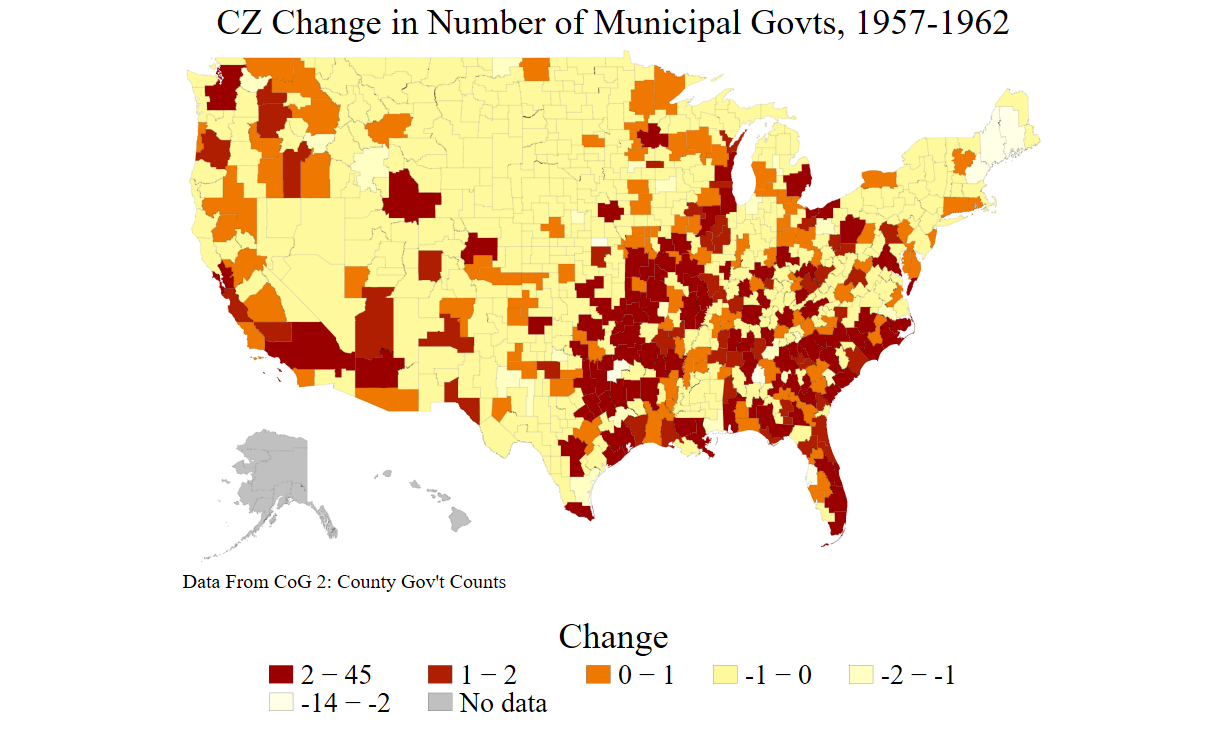 CZ Change in Number of Municipal Govts, 1957-1962
Data From CoG 2: County Gov't Counts
Change
2 − 45 1 − 2 0 − 1 -1 − 0 -2 − -1
-14 − -2 No data